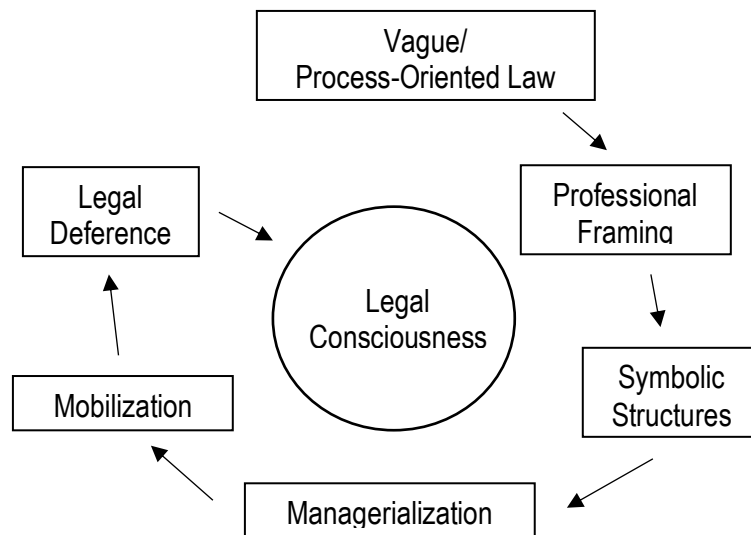 Vague/
Process-Oriented Law
Professional
Framing
Legal
Deference
Legal
Consciousness
Symbolic
Structures
Mobilization
Managerialization